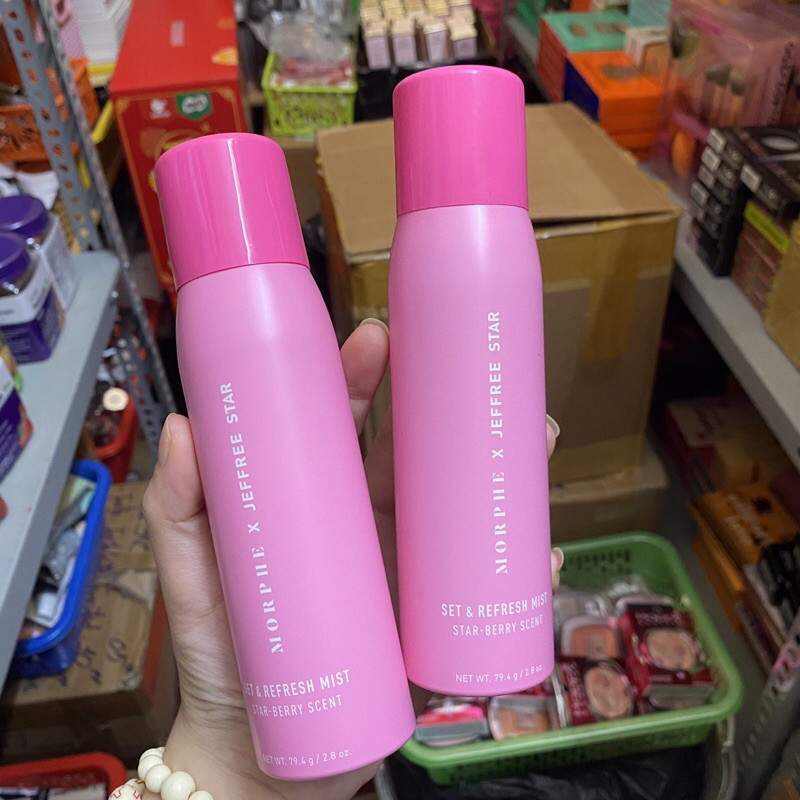 MORPHE X JEFFREE STAR
SET & REFRESH MIST
STAR-BERRY SCENT
NET WT. 79.4 g / 2.8 oz.
MORPHE X JEFFREE STAR
SET & REFRESH MIST
STAR-BERRY SCENT
NET WT. 79.4 g / 2.8 oz.